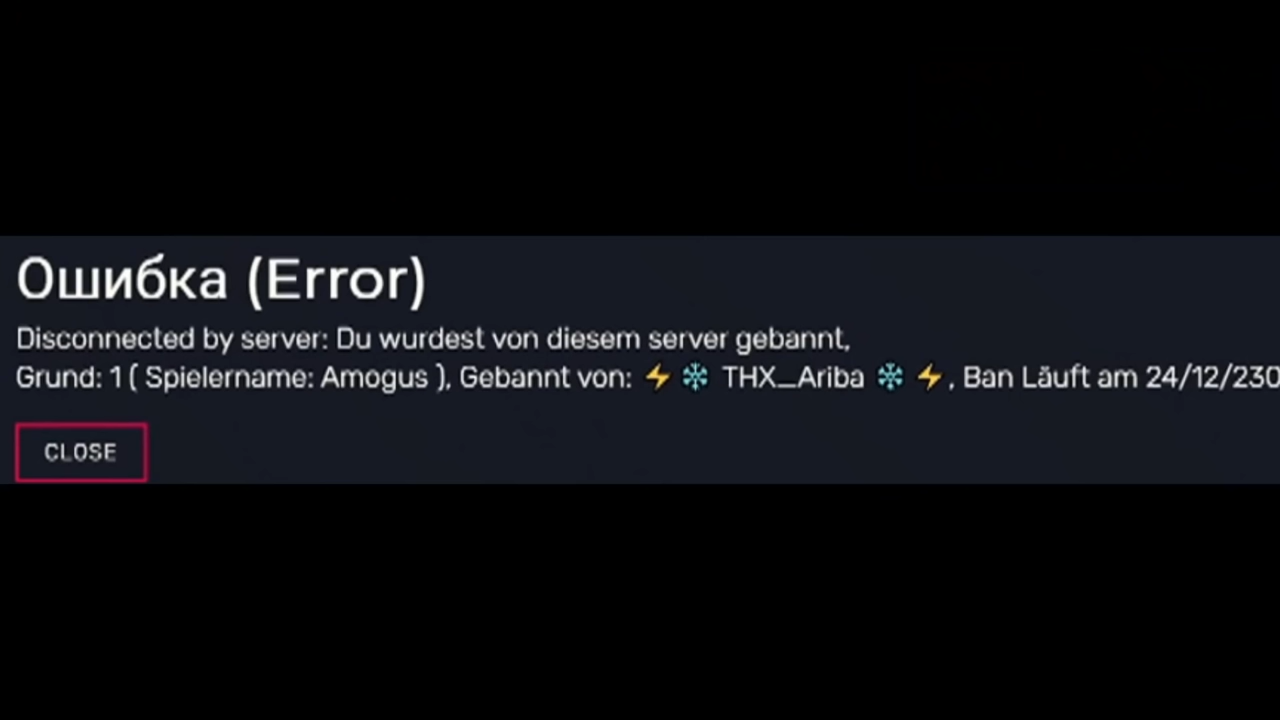 Ошибка (Error)
Disconnected by server: Du wurdest von diesem server gebannt,
Grund: 1 ( Spielername: Amogus ), Gebannt von: ⚡ ❄ THX_Ariba ❄ ⚡, Ban Läuft am 24/12/230
CLOSE